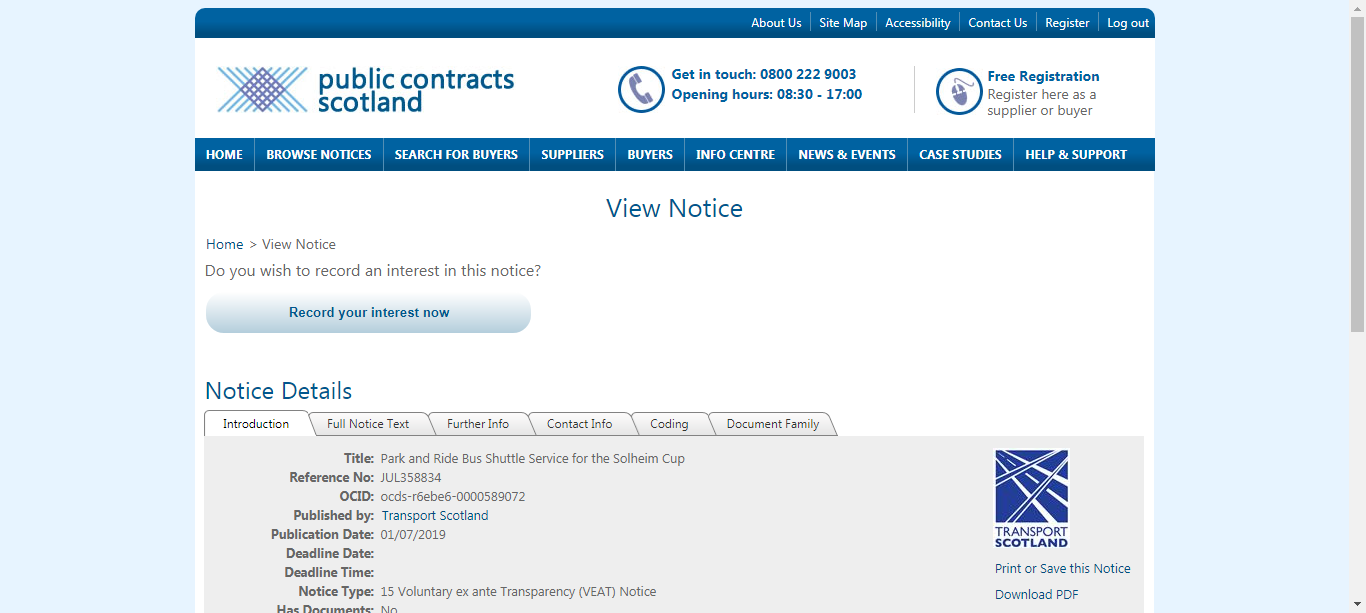 About Us
Site Map
Accessibility
Contact Us
Register
Log out
public contracts
scotland
Get in touch: 0800 222 9003
Opening hours: 08:30 - 17:00
Free Registration
Register here as a
supplier or buyer
HOME
BROWSE NOTICES
SEARCH FOR BUYERS
SUPPLIERS
BUYERS
INFO CENTRE
NEWS & EVENTS
CASE STUDIES
HELP & SUPPORT
View Notice
Home > View Notice
Do you wish to record an interest in this notice?
Record your interest now
Notice Details
Introduction
Full Notice Text
Further Info
Contact Info
Coding
Document Family
Title: Park and Ride Bus Shuttle Service for the Solheim Cup
Reference No: JUL358834
OCID: ocds-r6ebe6-0000589072
Published by: Transport Scotland
Publication Date: 01/07/2019
Deadline Date:
Deadline Time:
Notice Type: 15 Voluntary ex ante Transparency (VEAT) Notice
Has Documents: No
TRANSPORT
SCOTLAND
Print or Save this Notice
Download PDF